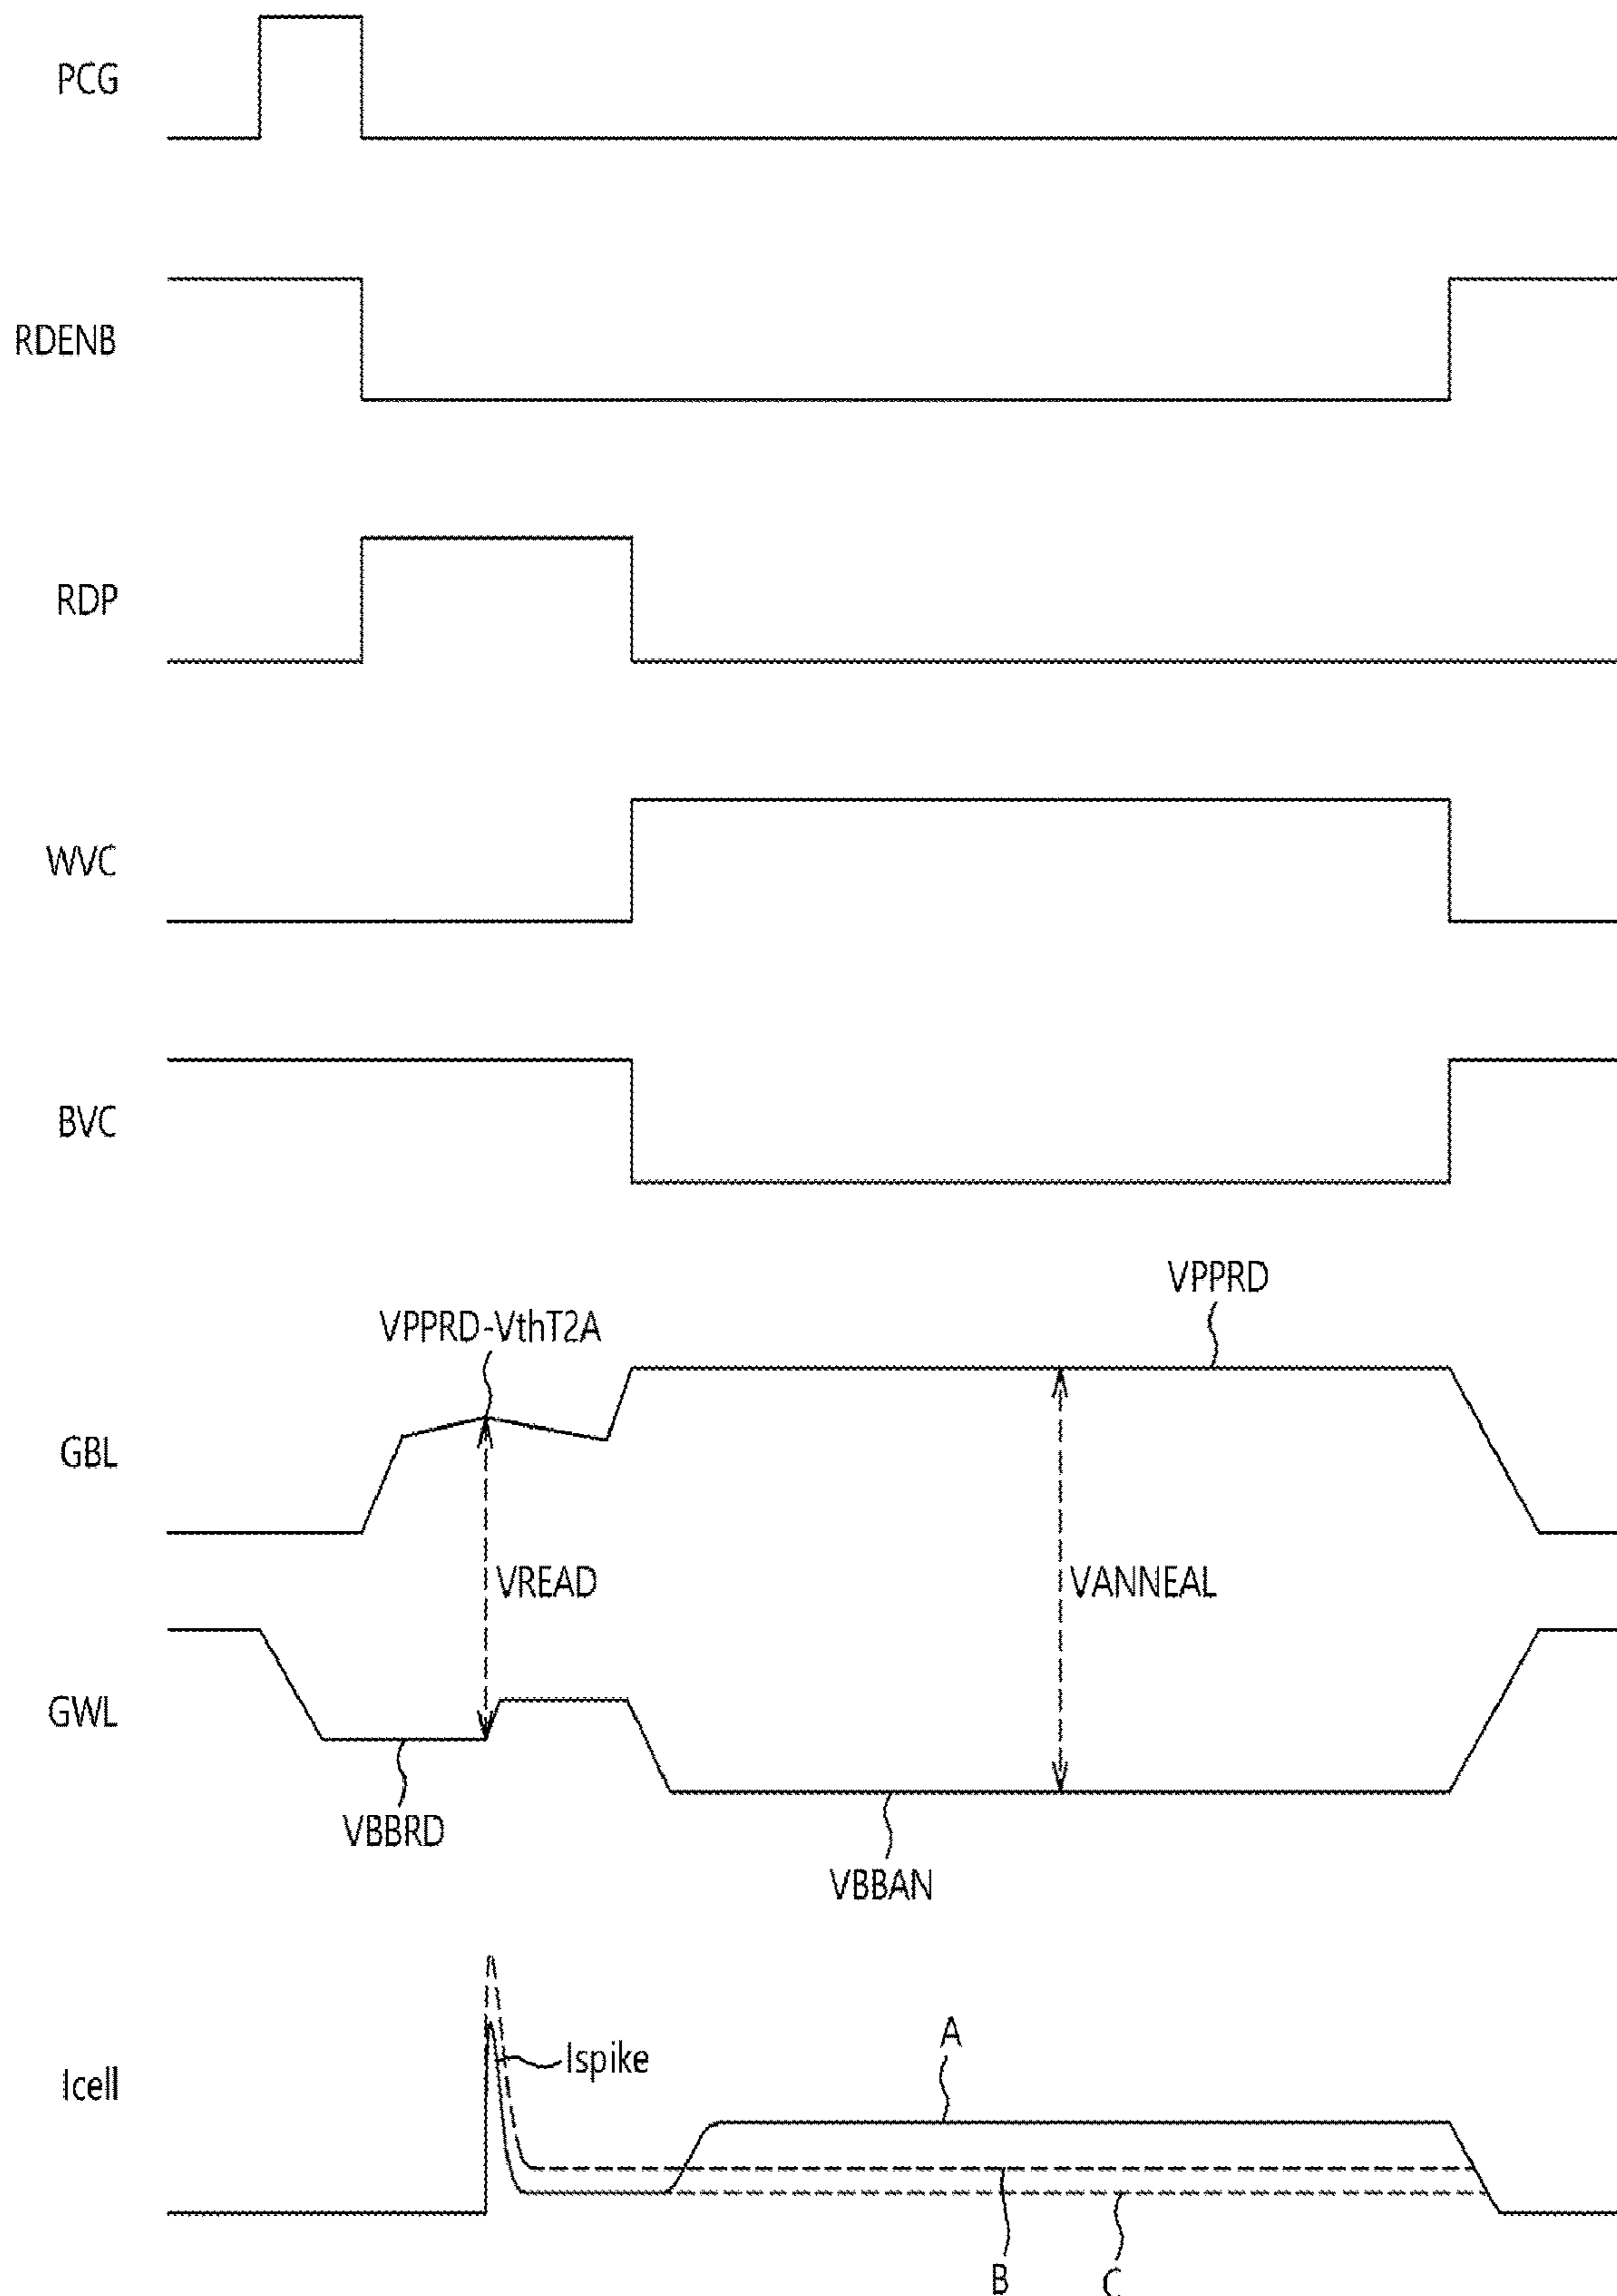 PCG
RDENB
RDP
WVC
BVC
VPPRD
VPPRD-VthT2A
GBL
VREAD
VANNEAL
GWL
VBBRD
VBBAN
A
Ispike
Icell
B
C